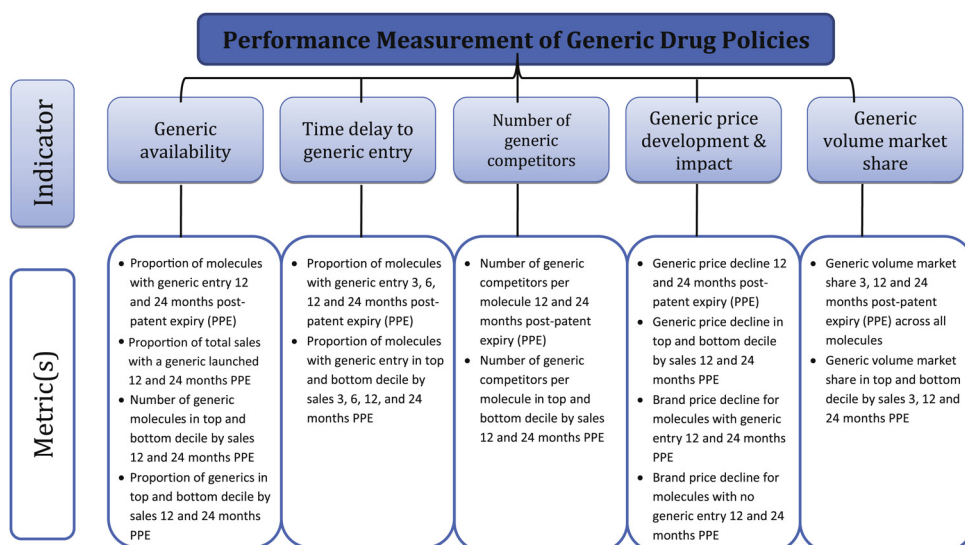 Performance Measurement of Generic Drug Policies
Indicator
Generic
availability
Time delay to
generic entry
Number of
generic
competitors
Generic price
development &
impact
Generic
volume market
share
Metric(s)
• Proportion of molecules
with generic entry 12
and 24 months post-
patent expiry (PPE)
• Proportion of total sales
with a generic launched
12 and 24 months PPE
• Number of generic
molecules in top and
bottom decile by sales
12 and 24 months PPE
• Proportion of generics in
top and bottom decile by
sales 12 and 24 months
PPE
• Proportion of molecules
with generic entry 3, 6,
12 and 24 months post-
patent expiry (PPE)
• Proportion of molecules
with generic entry in top
and bottom decile by
sales 3, 6, 12, and 24
months PPE
• Number of generic
competitors per
molecule 12 and 24
months post-patent
expiry (PPE)
• Number of generic
competitors per
molecule in top and
bottom decile by sales
12 and 24 months PPE
• Generic price decline 12
and 24 months post-
patent expiry (PPE)
• Generic price decline in
top and bottom decile
by sales 12 and 24
months PPE
• Brand price decline for
molecules with generic
entry 12 and 24 months
PPE
• Brand price decline for
molecules with no
generic entry 12 and 24
months PPE
• Generic volume market
share 3, 12 and 24
months post-patent
expiry (PPE) across all
molecules
• Generic volume market
share in top and bottom
decile by sales 3, 12 and
24 months PPE